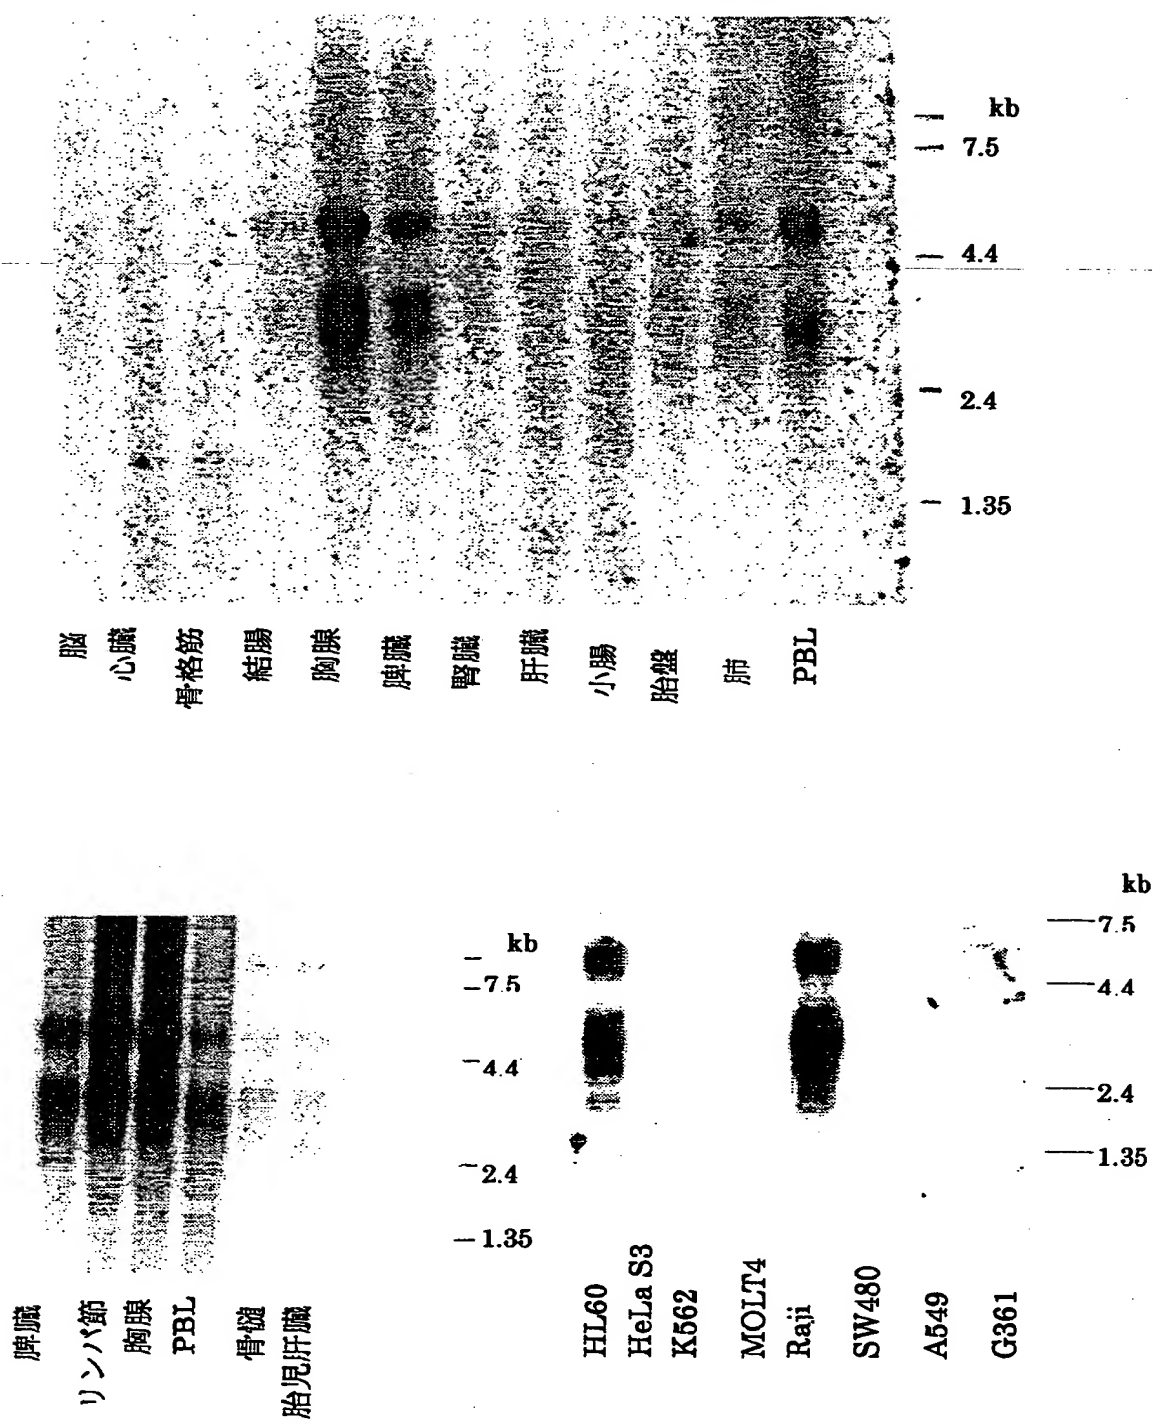 kb
7.5
4.4
2.4
1.35
脳
心臓
骨格筋
結腸
胸腺
脾臓
腎臓
肝臓
小腸
胎盤
肺
PBL
kb
7.5
4.4
2.4
1.35
脾臓
リンパ節
胸腺
PBL
骨髄
胎児肝臓
kb
7.5
4.4
2.4
1.35
HL60
HeLa S3
K562
MOLT4
Raji
SW480
A549
G361